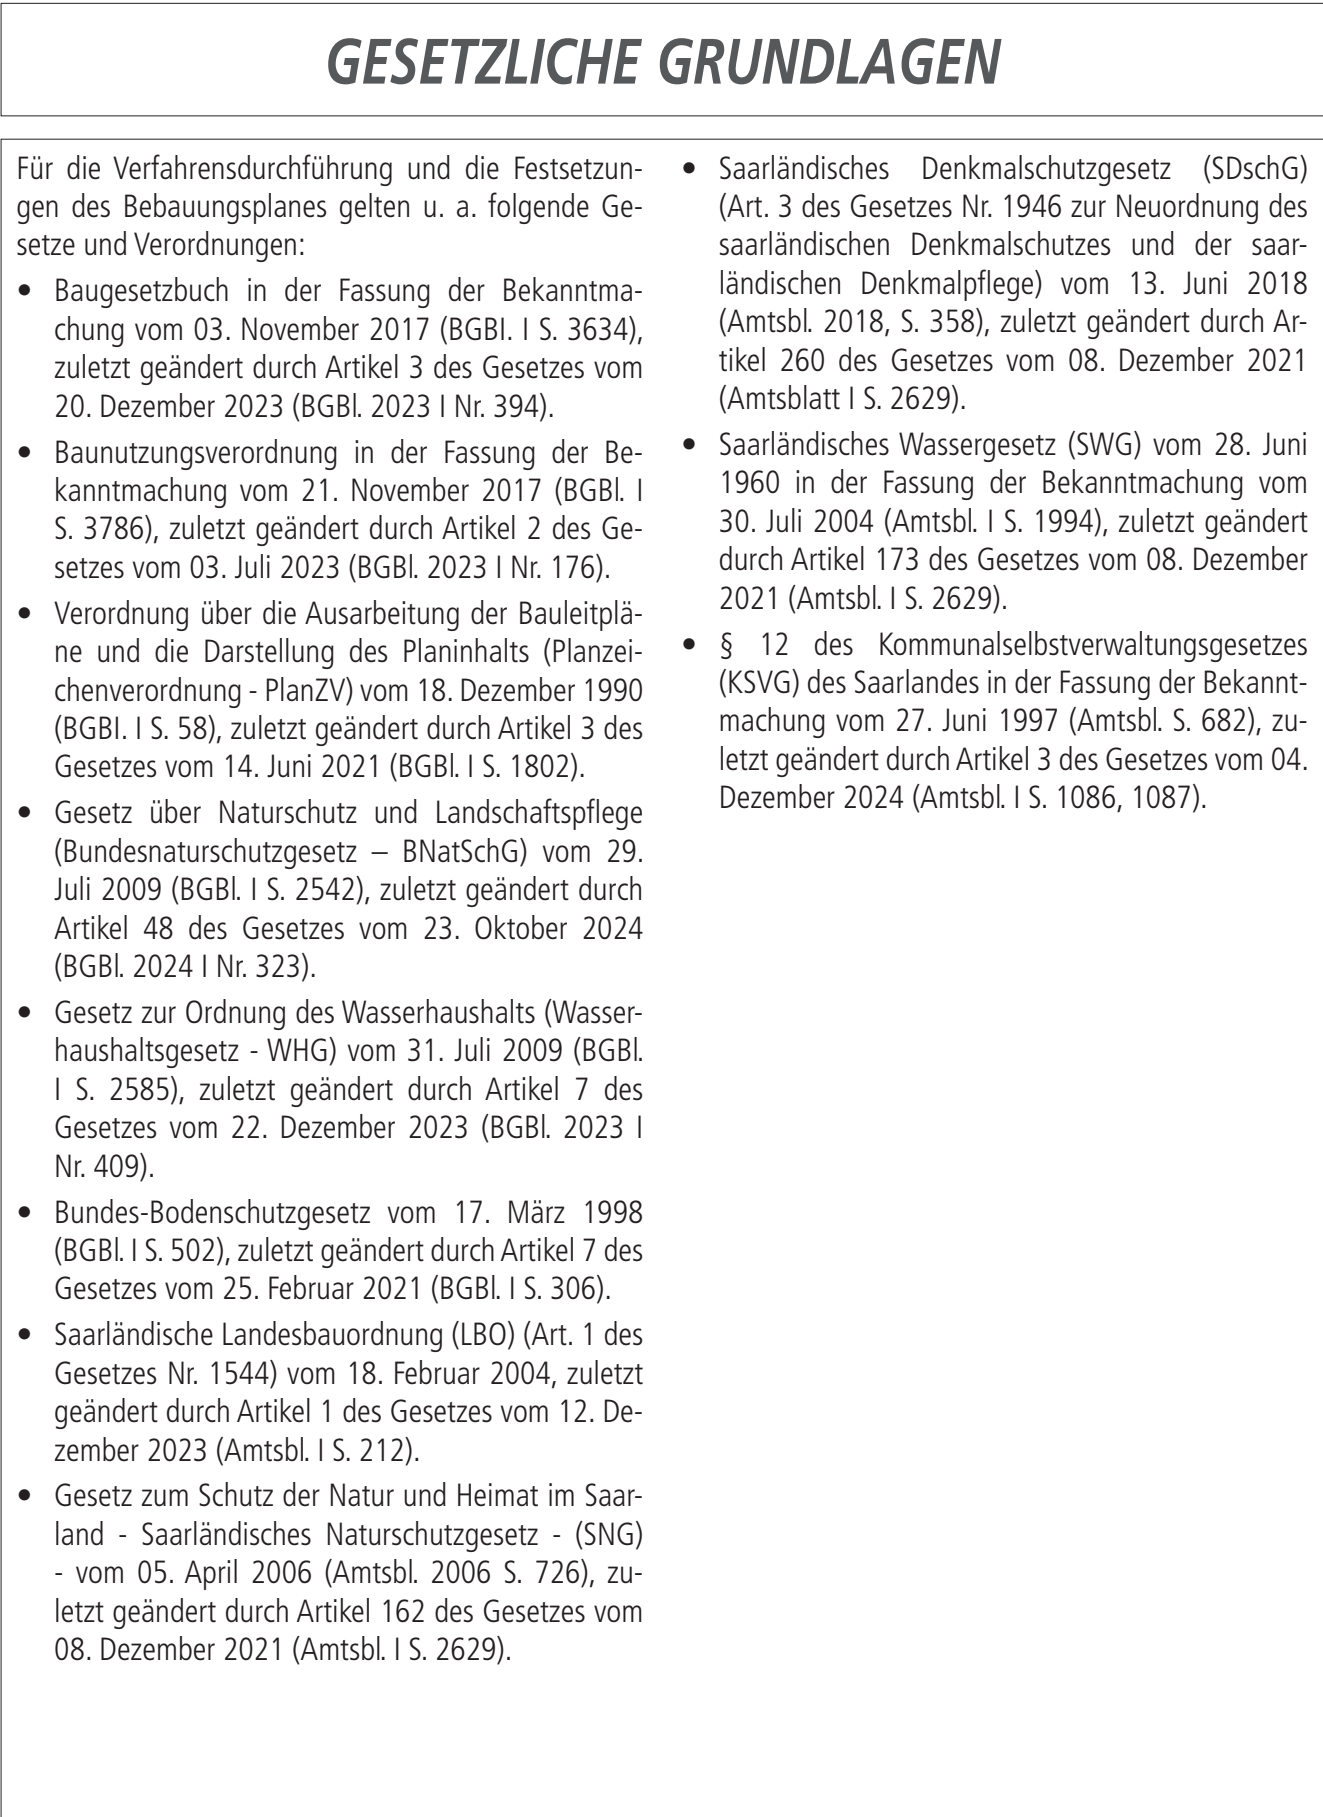 GESETZLICHE GRUNDLAGEN
Für die Verfahrensdurchführung und die Festsetzun-
gen des Bebauungsplanes gelten u. a. folgende Ge-
setze und Verordnungen:
• Baugesetzbuch in der Fassung der Bekanntma-
chung vom 03. November 2017 (BGBI. I S. 3634),
zuletzt geändert durch Artikel 3 des Gesetzes vom
20. Dezember 2023 (BGBl. 2023 I Nr. 394).
• Baunutzungsverordnung in der Fassung der Be-
kanntmachung vom 21. November 2017 (BGBl. I
S. 3786), zuletzt geändert durch Artikel 2 des Ge-
setzes vom 03. Juli 2023 (BGBl. 2023 I Nr. 176).
• Verordnung über die Ausarbeitung der Bauleitplä-
ne und die Darstellung des Planinhalts (Planzei-
chenverordnung - PlanZV) vom 18. Dezember 1990
(BGBI. I S. 58), zuletzt geändert durch Artikel 3 des
Gesetzes vom 14. Juni 2021 (BGBl. I S. 1802).
• Gesetz über Naturschutz und Landschaftspflege
(Bundesnaturschutzgesetz – BNatSchG) vom 29.
Juli 2009 (BGBl. I S. 2542), zuletzt geändert durch
Artikel 48 des Gesetzes vom 23. Oktober 2024
(BGBl. 2024 I Nr. 323).
• Gesetz zur Ordnung des Wasserhaushalts (Wasser-
haushaltsgesetz - WHG) vom 31. Juli 2009 (BGBl.
I S. 2585), zuletzt geändert durch Artikel 7 des
Gesetzes vom 22. Dezember 2023 (BGBl. 2023 I
Nr. 409).
• Bundes-Bodenschutzgesetz vom 17. März 1998
(BGBl. I S. 502), zuletzt geändert durch Artikel 7 des
Gesetzes vom 25. Februar 2021 (BGBl. I S. 306).
• Saarländische Landesbauordnung (LBO) (Art. 1 des
Gesetzes Nr. 1544) vom 18. Februar 2004, zuletzt
geändert durch Artikel 1 des Gesetzes vom 12. De-
zember 2023 (Amtsbl. I S. 212).
• Gesetz zum Schutz der Natur und Heimat im Saar-
land - Saarländisches Naturschutzgesetz - (SNG)
- vom 05. April 2006 (Amtsbl. 2006 S. 726), zu-
letzt geändert durch Artikel 162 des Gesetzes vom
08. Dezember 2021 (Amtsbl. I S. 2629).
• Saarländisches Denkmalschutzgesetz (SDschG)
(Art. 3 des Gesetzes Nr. 1946 zur Neuordnung des
saarländischen Denkmalschutzes und der saar-
ländischen Denkmalpflege) vom 13. Juni 2018
(Amtsbl. 2018, S. 358), zuletzt geändert durch Ar-
tikel 260 des Gesetzes vom 08. Dezember 2021
(Amtsblatt I S. 2629).
• Saarländisches Wassergesetz (SWG) vom 28. Juni
1960 in der Fassung der Bekanntmachung vom
30. Juli 2004 (Amtsbl. I S. 1994), zuletzt geändert
durch Artikel 173 des Gesetzes vom 08. Dezember
2021 (Amtsbl. I S. 2629).
• § 12 des Kommunalselbstverwaltungsgesetzes
(KSVG) des Saarlandes in der Fassung der Bekannt-
machung vom 27. Juni 1997 (Amtsbl. S. 682), zu-
letzt geändert durch Artikel 3 des Gesetzes vom 04.
Dezember 2024 (Amtsbl. I S. 1086, 1087).